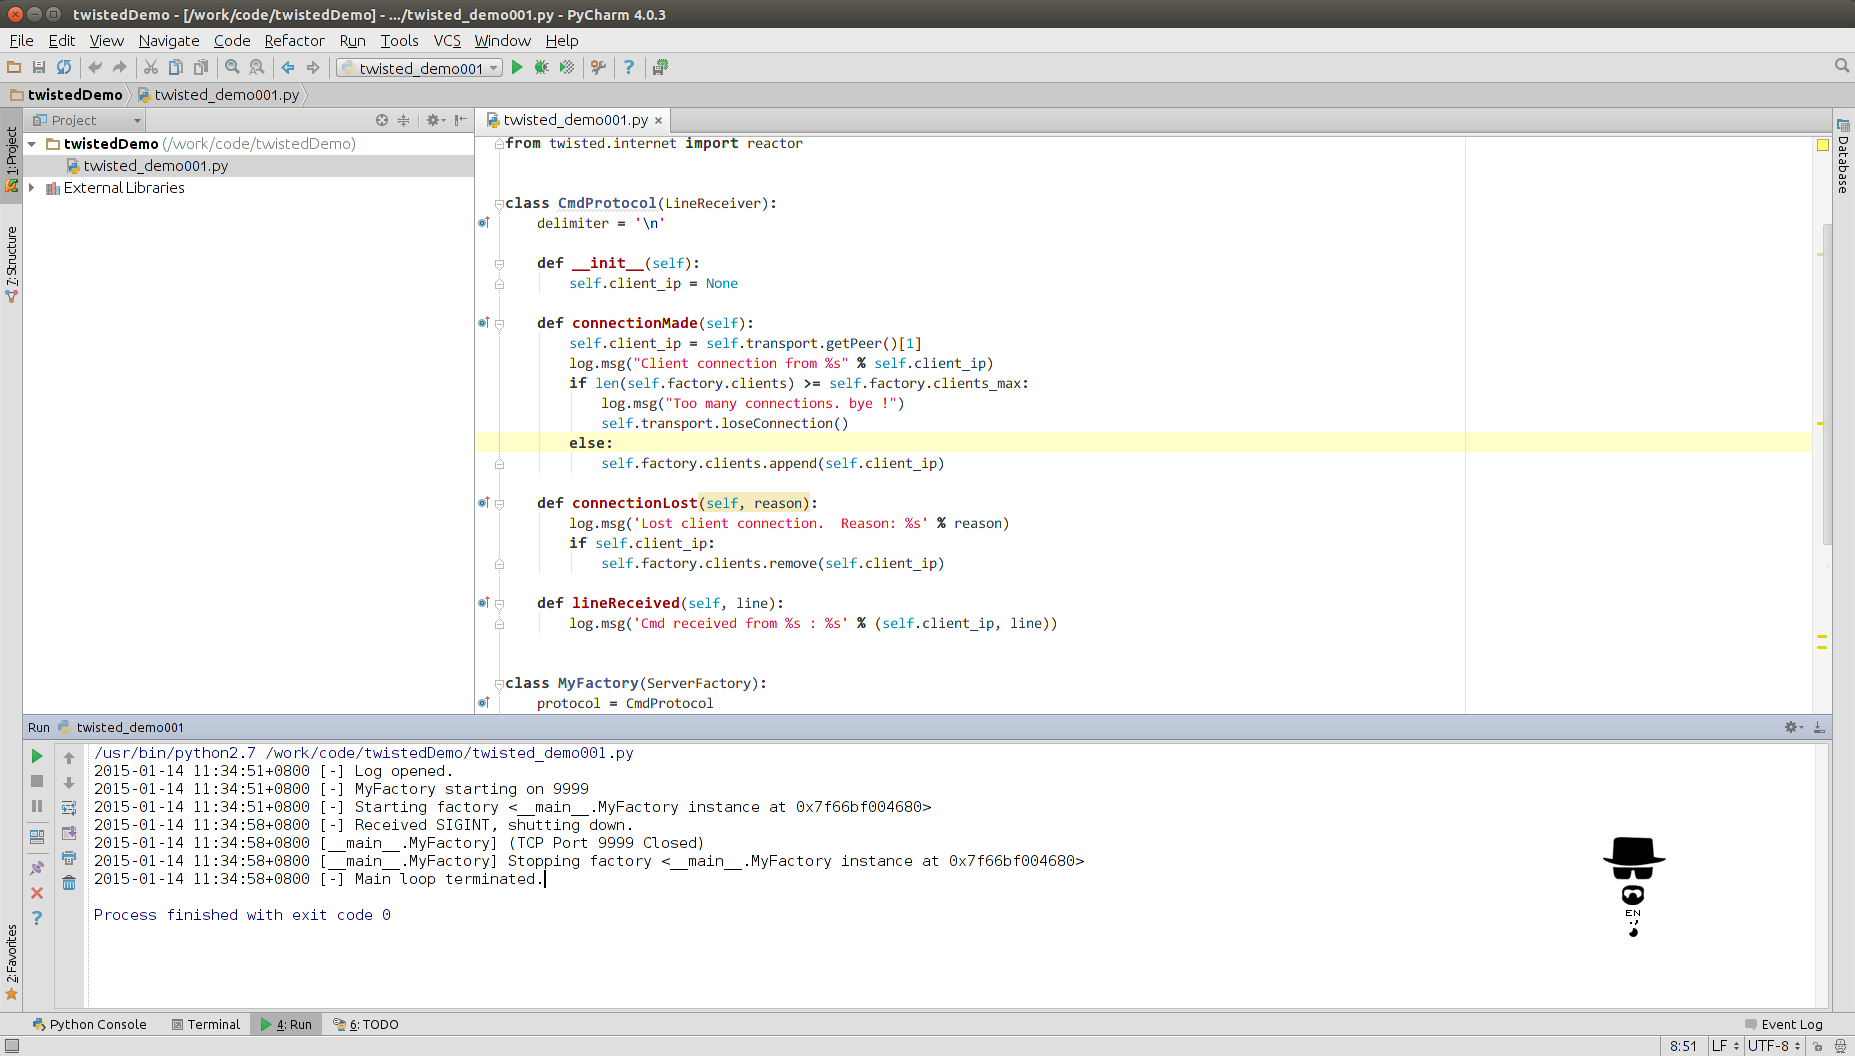 twistedDemo - [/work/code/twistedDemo] - .../twisted_demo001.py - PyCharm 4.0.3
File Edit View Navigate Code Refactor Run Tools VCS Window Help
twisted_demo001
twistedDemo twisted_demo001.py
1: Project
7: Structure
2: Favorites
Project
twistedDemo (/work/code/twistedDemo)
twisted_demo001.py
External Libraries
twisted_demo001.py
from twisted.internet import reactor
class CmdProtocol(LineReceiver):
    delimiter = '\n'
    def __init__(self):
        self.client_ip = None
    def connectionMade(self):
        self.client_ip = self.transport.getPeer()[1]
        log.msg("Client connection from %s" % self.client_ip)
        if len(self.factory.clients) >= self.factory.clients_max:
            log.msg("Too many connections. bye !")
            self.transport.loseConnection()
        else:
            self.factory.clients.append(self.client_ip)
    def connectionLost(self, reason):
        log.msg('Lost client connection.  Reason: %s' % reason)
        if self.client_ip:
            self.factory.clients.remove(self.client_ip)
    def lineReceived(self, line):
        log.msg('Cmd received from %s : %s' % (self.client_ip, line))
class MyFactory(ServerFactory):
    protocol = CmdProtocol
Database
Run twisted_demo001
/usr/bin/python2.7 /work/code/twistedDemo/twisted_demo001.py
2015-01-14 11:34:51+0800 [-] Log opened.
2015-01-14 11:34:51+0800 [-] MyFactory starting on 9999
2015-01-14 11:34:51+0800 [-] Starting factory <__main__.MyFactory instance at 0x7f66bf004680>
2015-01-14 11:34:58+0800 [-] Received SIGINT, shutting down.
2015-01-14 11:34:58+0800 [__main__.MyFactory] (TCP Port 9999 Closed)
2015-01-14 11:34:58+0800 [__main__.MyFactory] Stopping factory <__main__.MyFactory instance at 0x7f66bf004680>
2015-01-14 11:34:58+0800 [-] Main loop terminated.
Process finished with exit code 0
EN
Python Console Terminal 4: Run 6: TODO Event Log
8:51 LF UTF-8